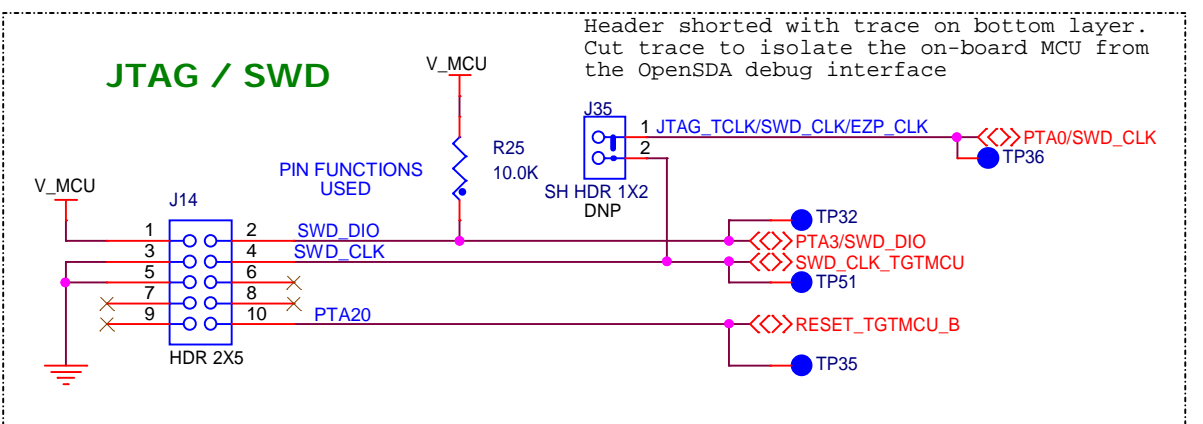 Header shorted with trace on bottom layer.
Cut trace to isolate the on-board MCU from
the OpenSDA debug interface
JTAG / SWD
V_MCU
J35
1 JTAG_TCLK/SWD_CLK/EZP_CLK
PTA0/SWD_CLK
2
TP36
R25
10.0K
PIN FUNCTIONS
USED
SH HDR 1X2
DNP
V_MCU
J14
1 2 SWD_DIO
3 4 SWD_CLK
5 6
7 8
9 10 PTA20
HDR 2X5
TP32
PTA3/SWD_DIO
SWD_CLK_TGTMCU
TP51
RESET_TGTMCU_B
TP35